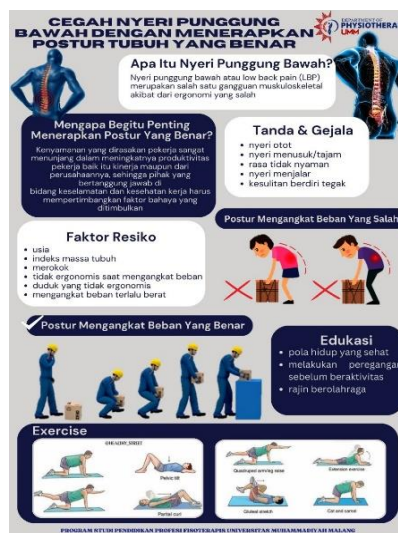 CEGAH NYERI PUNGGUNG
BAWAH DENGAN MENERAPKAN
POSTUR TUBUH YANG BENAR
DEPARTMENT OF
PHYSIOTHERA
UMM
Apa Itu Nyeri Punggung Bawah?
Nyeri punggung bawah atau low back pain (LBP)
merupakan salah satu gangguan muskuloskeletal
akibat dari ergonomi yang salah
Mengapa Begitu Penting
Menerapkan Postur Yang Benar?
Kenyamanan yang dirasakan pekerja sangat
menunjang dalam meningkatnya produktivitas
pekerja baik itu kinerja maupun dari
perusahaannya, sehingga pihak yang
bertanggung jawab di
bidang keselamatan dan kesehatan kerja harus
mempertimbangkan faktor bahaya yang
ditimbulkan
Tanda & Gejala
• nyeri otot
• nyeri menusuk/tajam
• rasa tidak nyaman
• nyeri menjalar
• kesulitan berdiri tegak
Faktor Resiko
• usia
• indeks massa tubuh
• merokok
• tidak ergonomis saat mengangkat beban
• duduk yang tidak ergonomis
• mengangkat beban terlalu berat
Postur Mengangkat Beban Yang Salah
Postur Mengangkat Beban Yang Benar
Edukasi
• pola hidup yang sehat
• melakukan peregangan
sebelum beraktivitas
• rajin berolahraga
Exercise
Pelvic tilt
Partial curl
Quadruped arm/leg raise
Extension exercise
Gluteal stretch
Cat and camel
PROGRAM STUDI PENDIDIKAN PROFESI FISIOTERAPIS UNIVERSITAS MUHAMMADIYAH MALANG